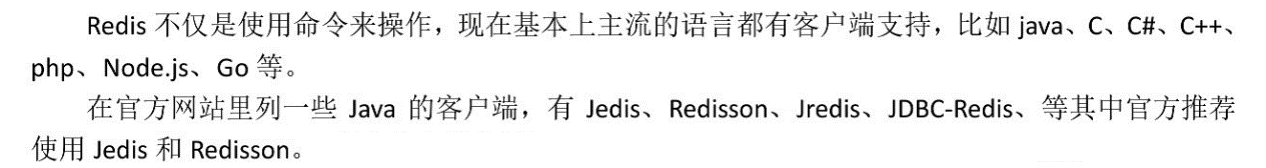 Redis 不仅是使用命令来操作，现在基本上主流的语言都有客户端支持，比如 java、C、C#、C++、
php、Node.js、Go 等。
在官方网站里列一些 Java 的客户端，有 Jedis、Redisson、Jredis、JDBC-Redis、等其中官方推荐
使用 Jedis 和 Redisson。